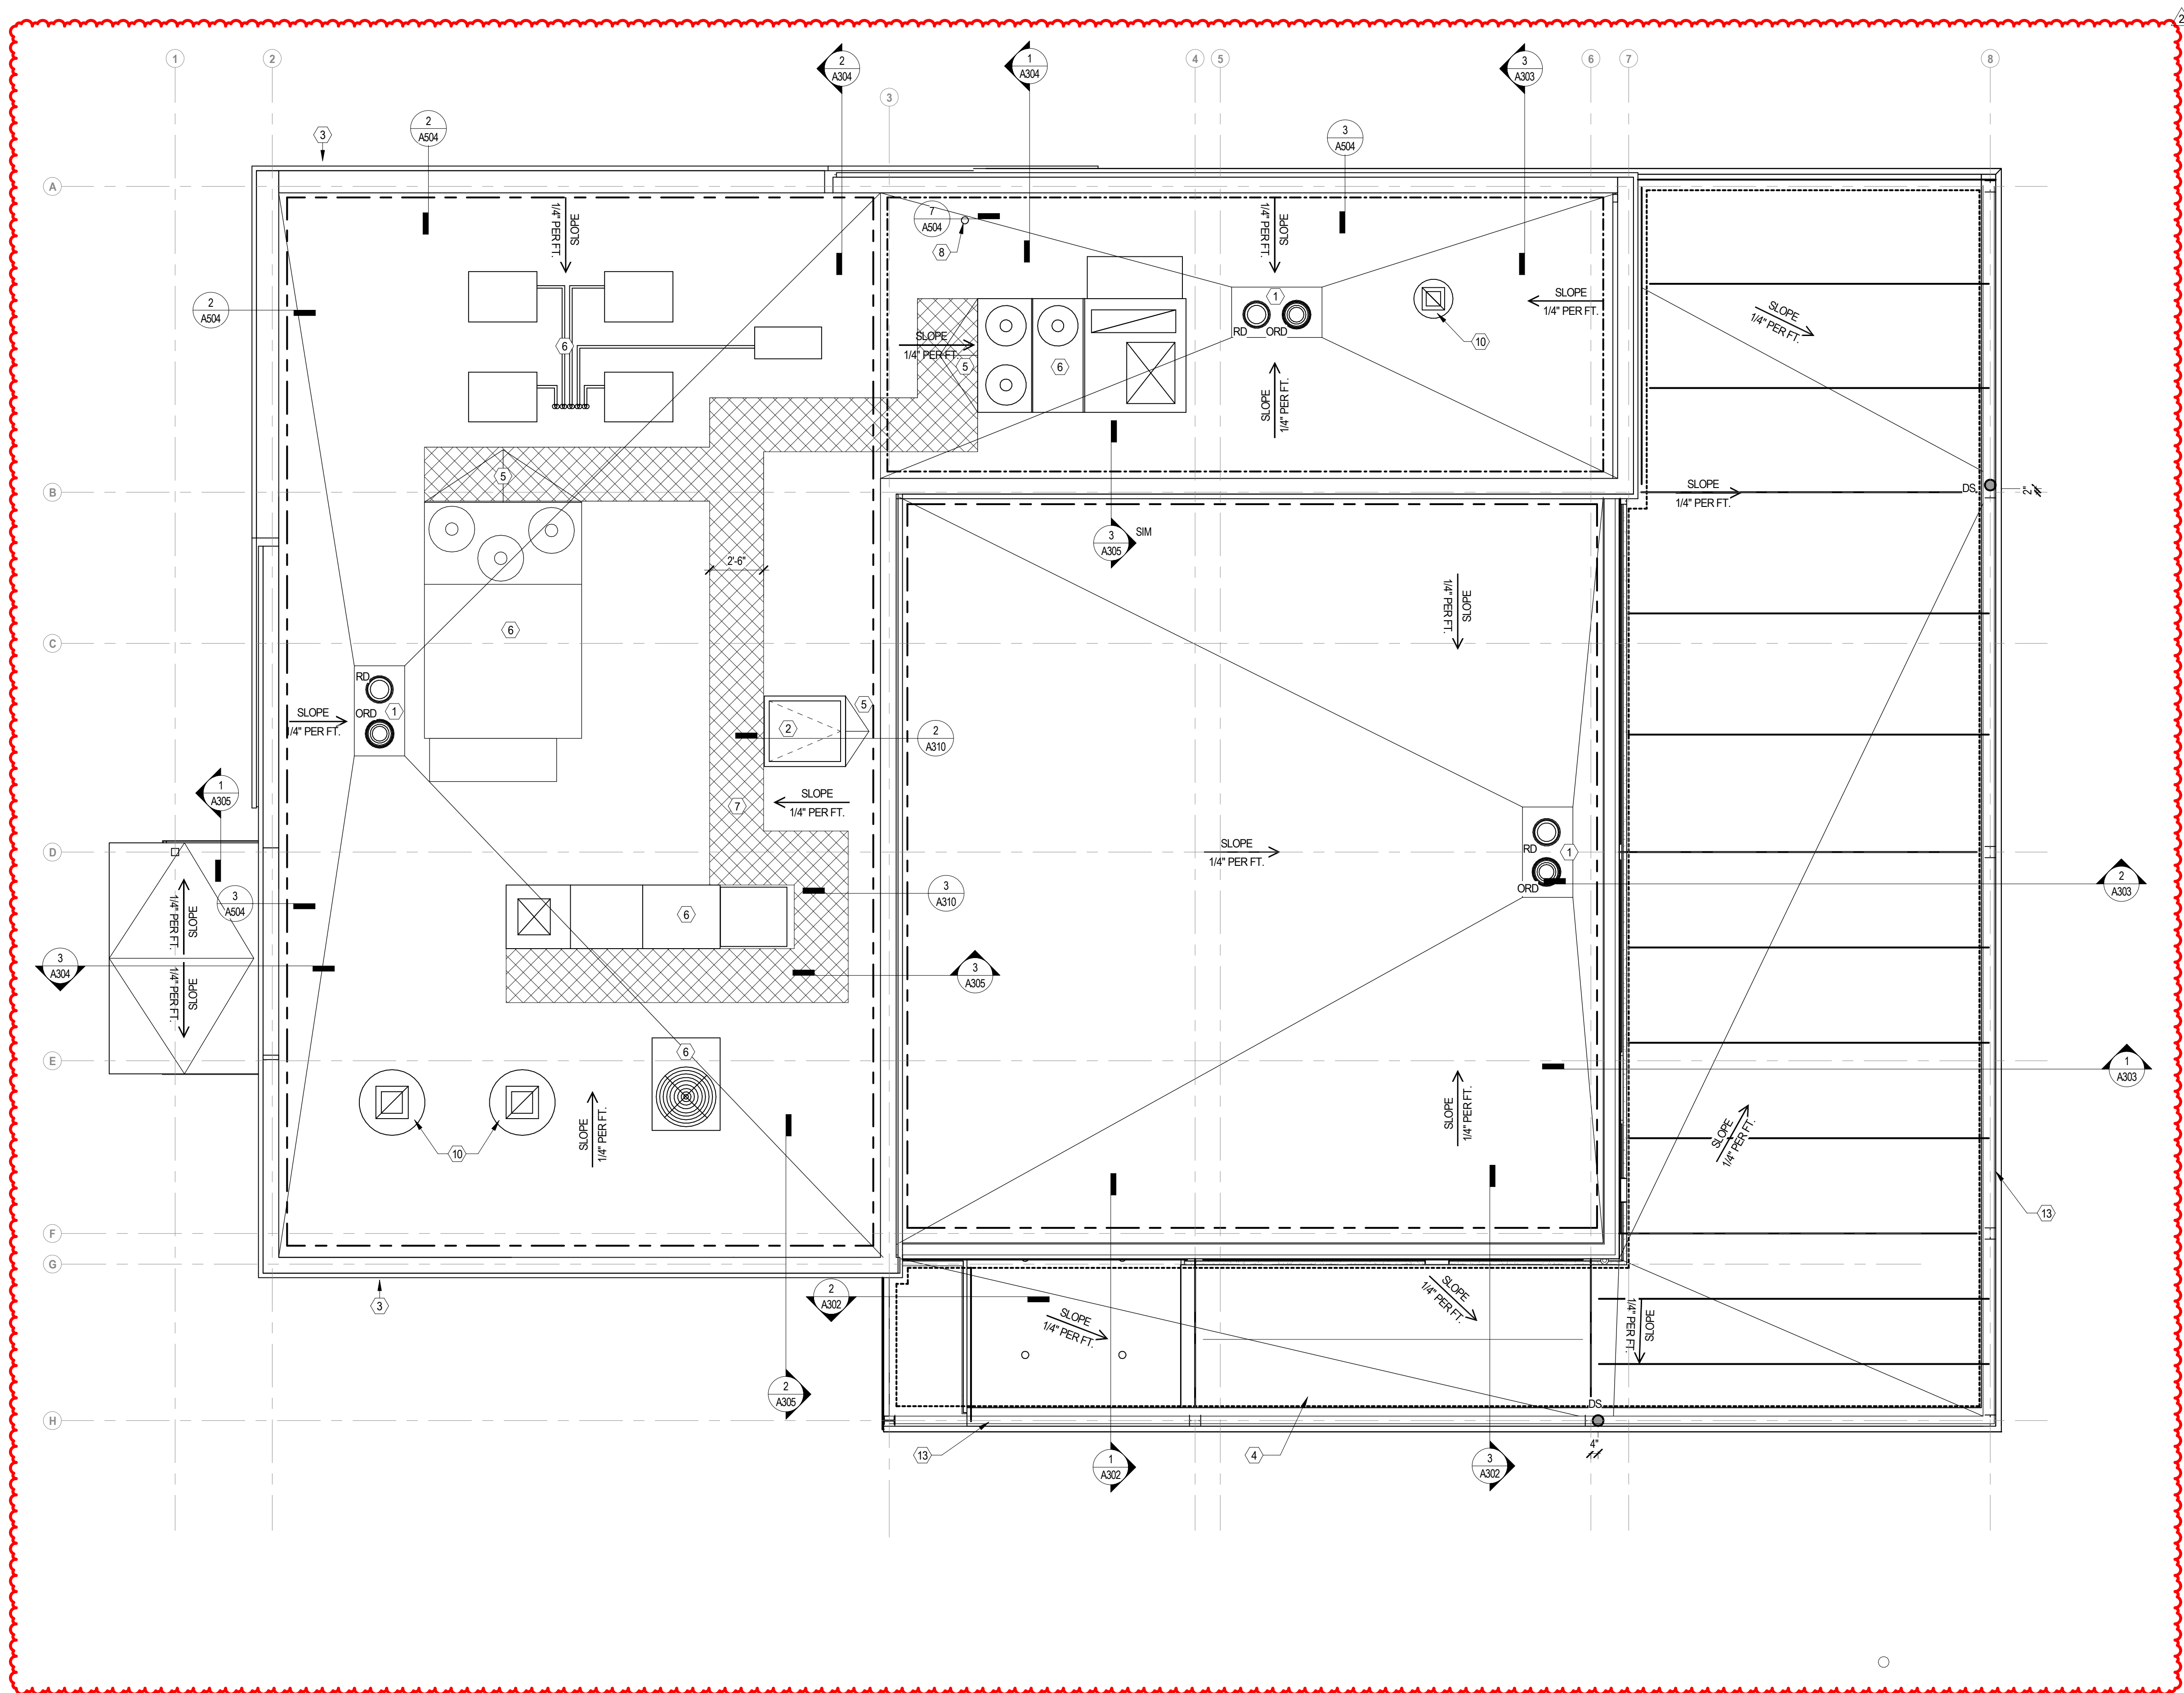 2
1
2
2
A304
1
A304
3
A303
4
5
6
7
8
3
3
2
A504
3
A504
A
SLOPE
1/4" PER FT.
7
A504
8
SLOPE
1/4" PER FT.
2
A504
6
SLOPE
1/4" PER FT.
5
6
1
RD
ORD
SLOPE
1/4" PER FT.
10
SLOPE
1/4" PER FT.
SLOPE
1/4" PER FT.
5
B
SLOPE
1/4" PER FT.
DS
2"
3
A305
SIM
2'-6"
SLOPE
1/4" PER FT.
C
6
RD
ORD
1
SLOPE
1/4" PER FT.
2
5
2
A310
1
A305
7
SLOPE
1/4" PER FT.
D
SLOPE
1/4" PER FT.
RD
1
ORD
2
A303
3
A504
SLOPE
1/4" PER FT.
6
3
A310
3
A304
SLOPE
1/4" PER FT.
3
A305
E
6
1
A303
SLOPE
1/4" PER FT.
SLOPE
1/4" PER FT.
SLOPE
1/4" PER FT.
10
13
F
G
3
2
A302
SLOPE
1/4" PER FT.
SLOPE
1/4" PER FT.
SLOPE
1/4" PER FT.
2
A305
H
DS
4"
13
4
1
A302
3
A302